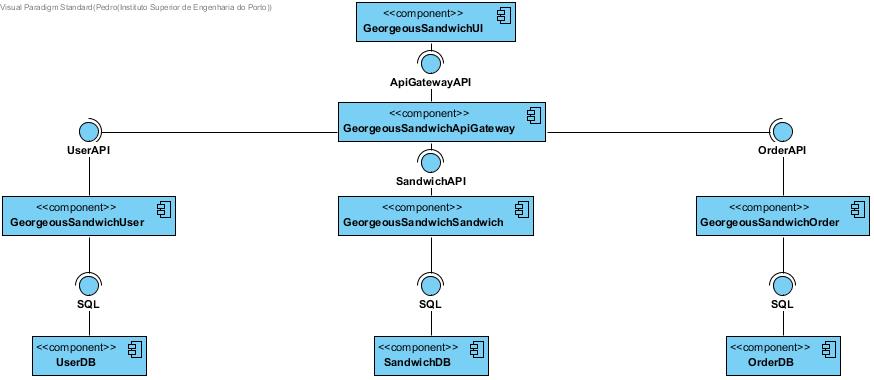 Visual Paradigm Standard(Pedro(Instituto Superior de Engenharia do Porto))
<<component>>
GeorgeousSandwichUI
ApiGatewayAPI
<<component>>
GeorgeousSandwichApiGateway
UserAPI
OrderAPI
SandwichAPI
<<component>>
GeorgeousSandwichUser
<<component>>
GeorgeousSandwichSandwich
<<component>>
GeorgeousSandwichOrder
SQL
SQL
SQL
<<component>>
UserDB
<<component>>
SandwichDB
<<component>>
OrderDB